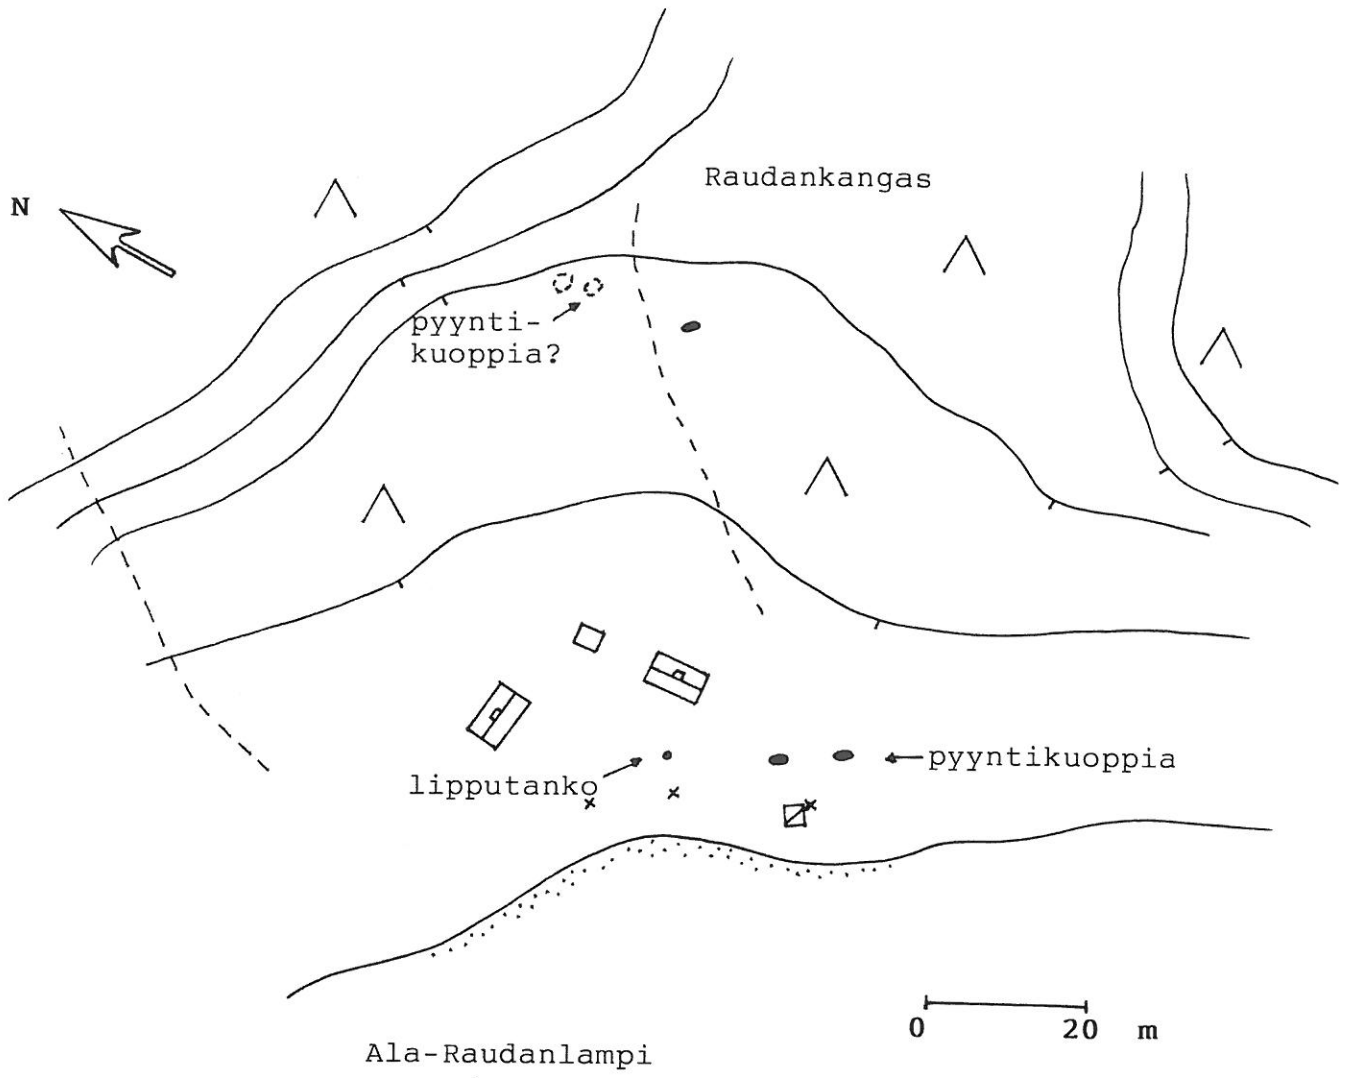 Raudankangas
N
pyynti-
kuoppia?
pyyntikuoppia
lipputanko
0 20 m
Ala-Raudanlampi